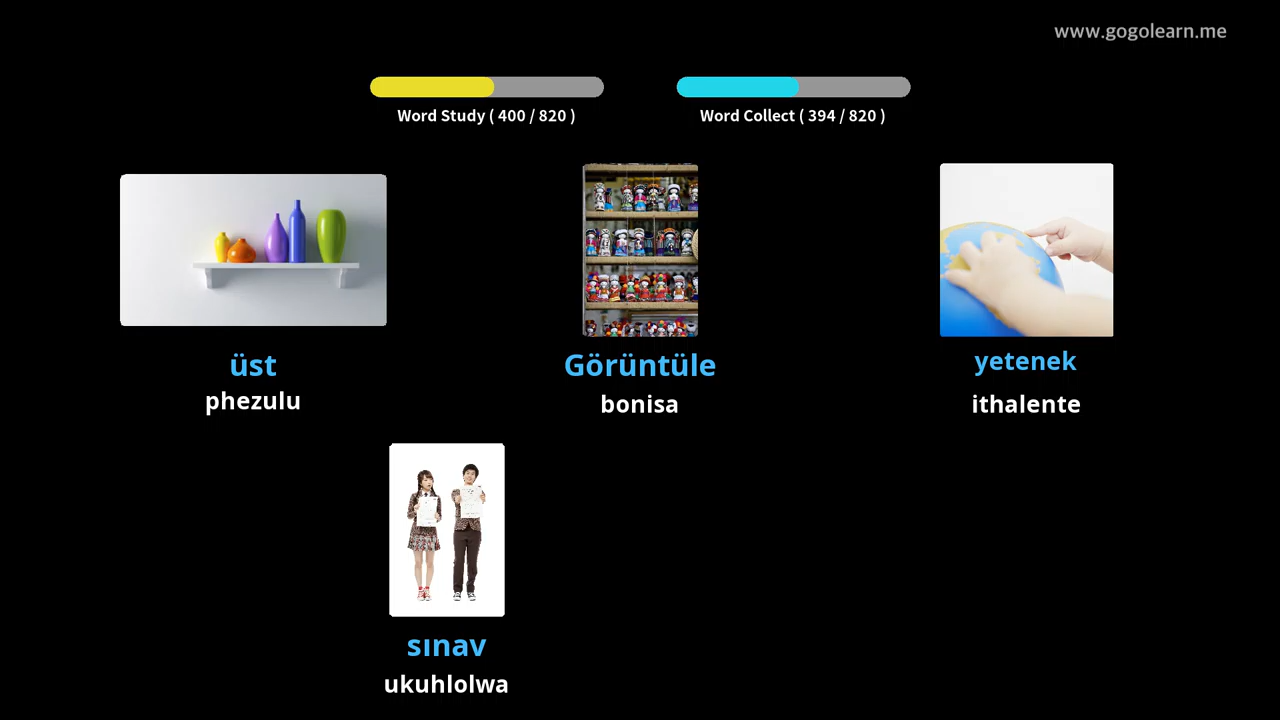 www.gogolearn.me
Word Study ( 400 / 820 )
Word Collect ( 394 / 820 )
üst
phezulu
Görüntüle
bonisa
yetenek
ithalente
sınav
ukuhlolwa